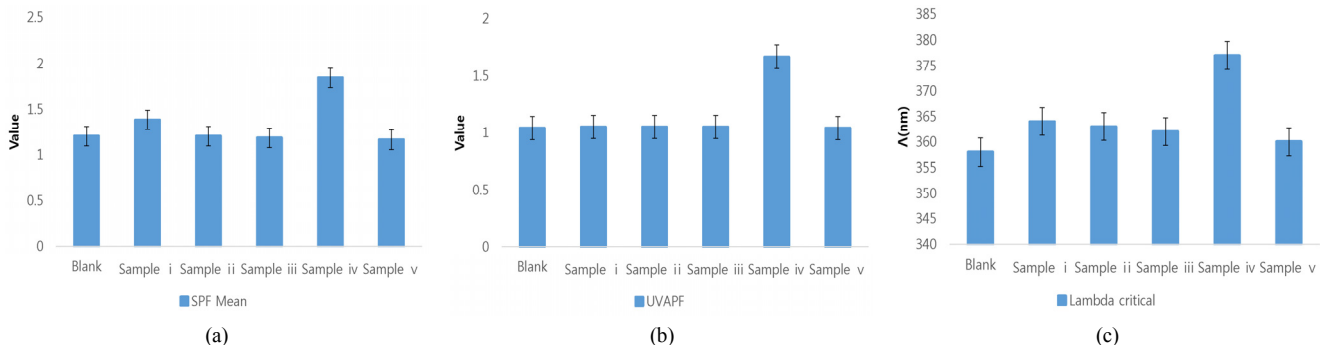 2.5
2
1.5
1
0.5
0
Value
Blank Sample i Sample ii Sample iii Sample iv Sample v
SPF Mean
(a)
2
1.5
1
0.5
0
Value
Blank Sample i Sample ii Sample iii Sample iv Sample v
UVAPF
(b)
385
380
375
370
365
360
355
350
345
340
Λ(nm)
Blank Sample i Sample ii Sample iii Sample iv Sample v
Lambda critical
(c)